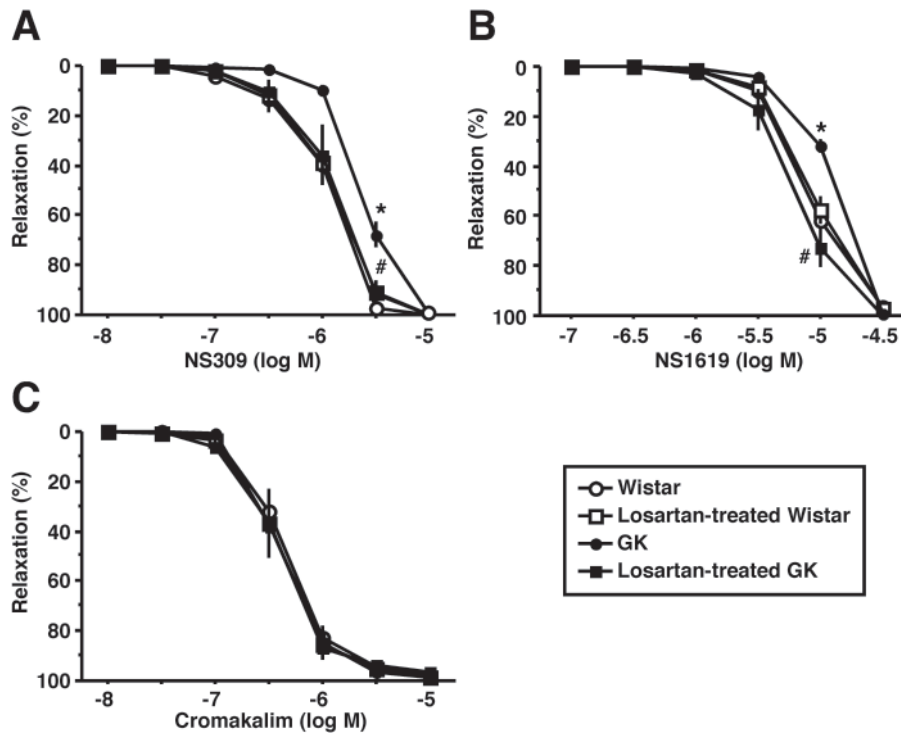 A
B
0
20
40
60
80
100
Relaxation (%)
*
#
-8
-7
-6
-5
NS309 (log M)
0
20
40
60
80
100
Relaxation (%)
*
#
-7
-6.5
-6
-5.5
-5
-4.5
NS1619 (log M)
C
0
20
40
60
80
100
Relaxation (%)
-8
-7
-6
-5
Cromakalim (log M)
Wistar
Losartan-treated Wistar
GK
Losartan-treated GK